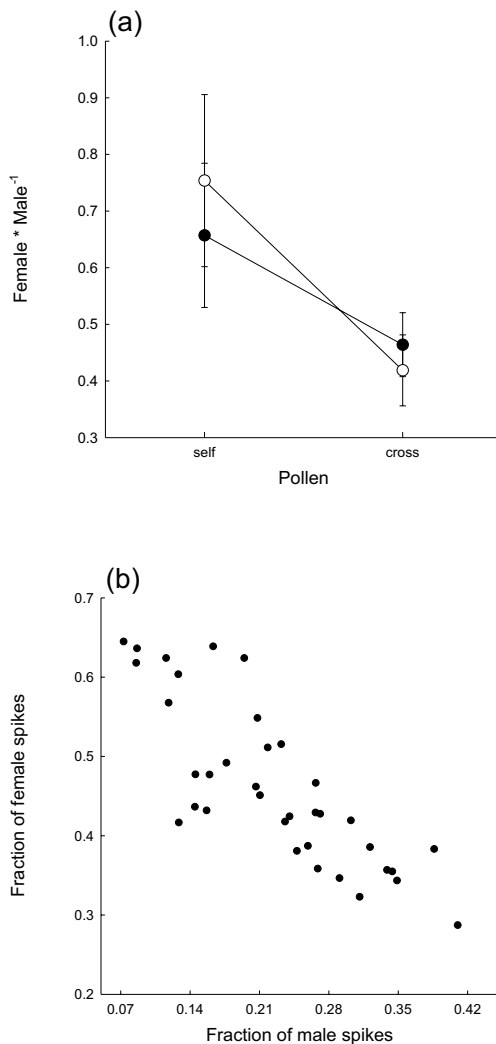 (a)
1.0
0.9
0.8
0.7
0.6
0.5
0.4
0.3
Female * Male⁻¹
self cross
Pollen
(b)
0.7
0.6
0.5
0.4
0.3
0.2
Fraction of female spikes
0.07 0.14 0.21 0.28 0.35 0.42
Fraction of male spikes